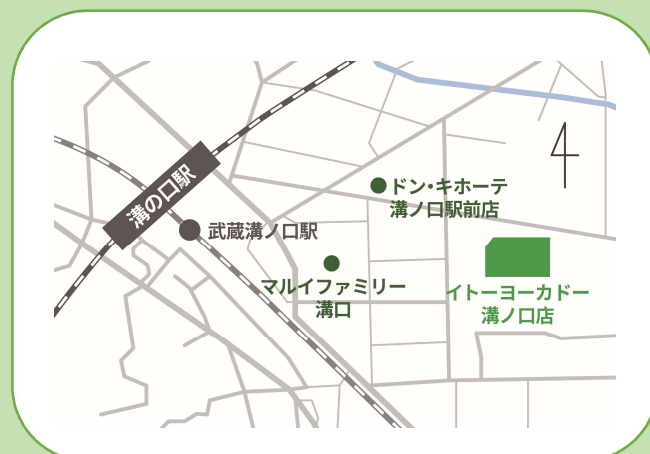 溝の口駅
武蔵溝ノ口駅
ドン・キホーテ
溝ノ口駅前店
マルイファミリー
溝口
イトーヨーカドー
溝ノ口店